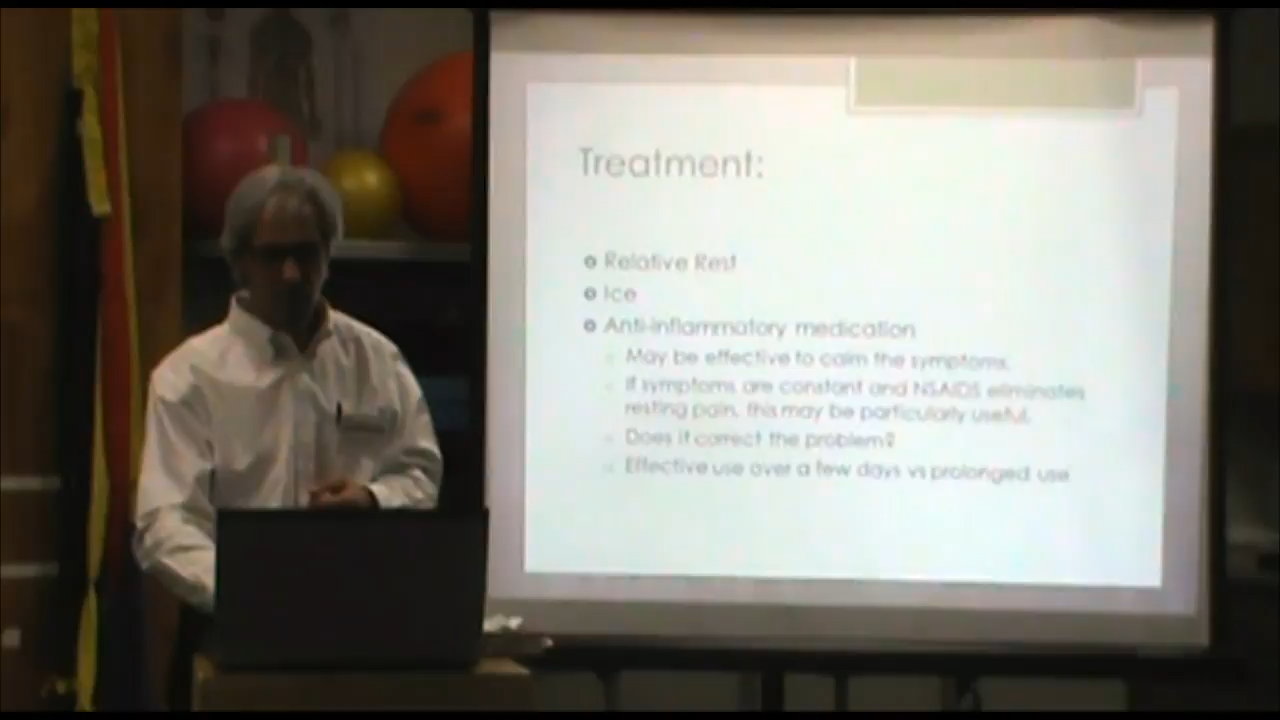 Treatment:
Relative Rest
Ice
Anti-inflammatory medication
May be effective to calm the symptoms.
If symptoms are constant and NSAIDS eliminates
resting pain, this may be particularly useful.
Does it correct the problem?
Effective use over a few days vs prolonged use